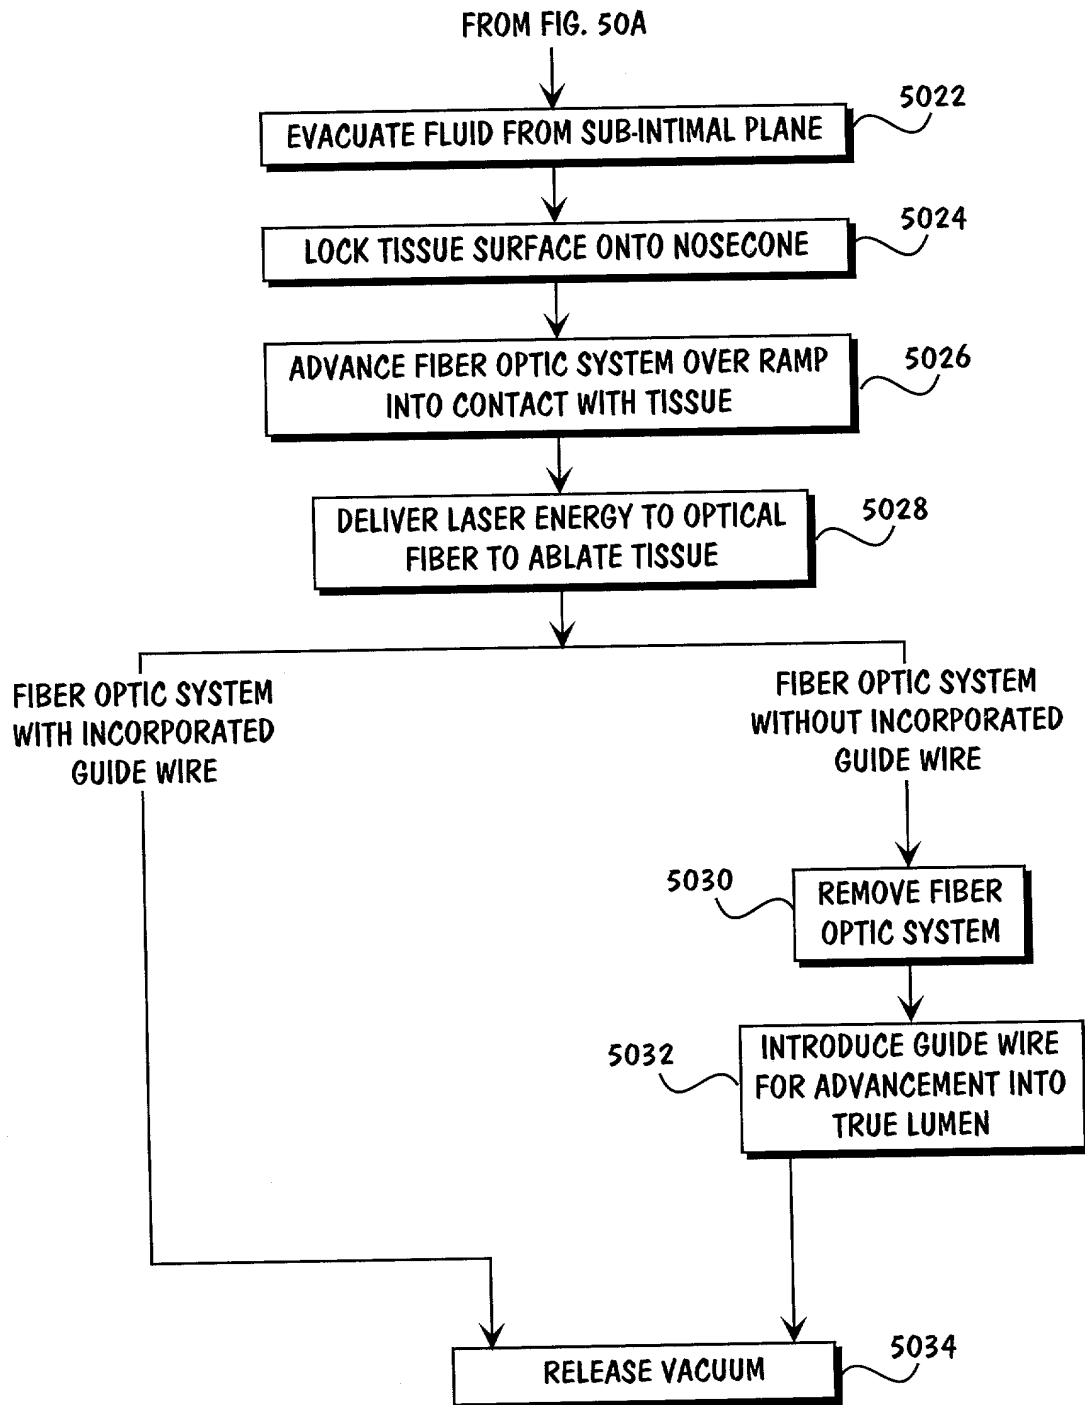 FROM FIG. 50A
5022
EVACUATE FLUID FROM SUB-INTIMAL PLANE
5024
LOCK TISSUE SURFACE ONTO NOSECONE
5026
ADVANCE FIBER OPTIC SYSTEM OVER RAMP
INTO CONTACT WITH TISSUE
5028
DELIVER LASER ENERGY TO OPTICAL
FIBER TO ABLATE TISSUE
FIBER OPTIC SYSTEM
WITH INCORPORATED
GUIDE WIRE
FIBER OPTIC SYSTEM
WITHOUT INCORPORATED
GUIDE WIRE
5030
REMOVE FIBER
OPTIC SYSTEM
5032
INTRODUCE GUIDE WIRE
FOR ADVANCEMENT INTO
TRUE LUMEN
5034
RELEASE VACUUM